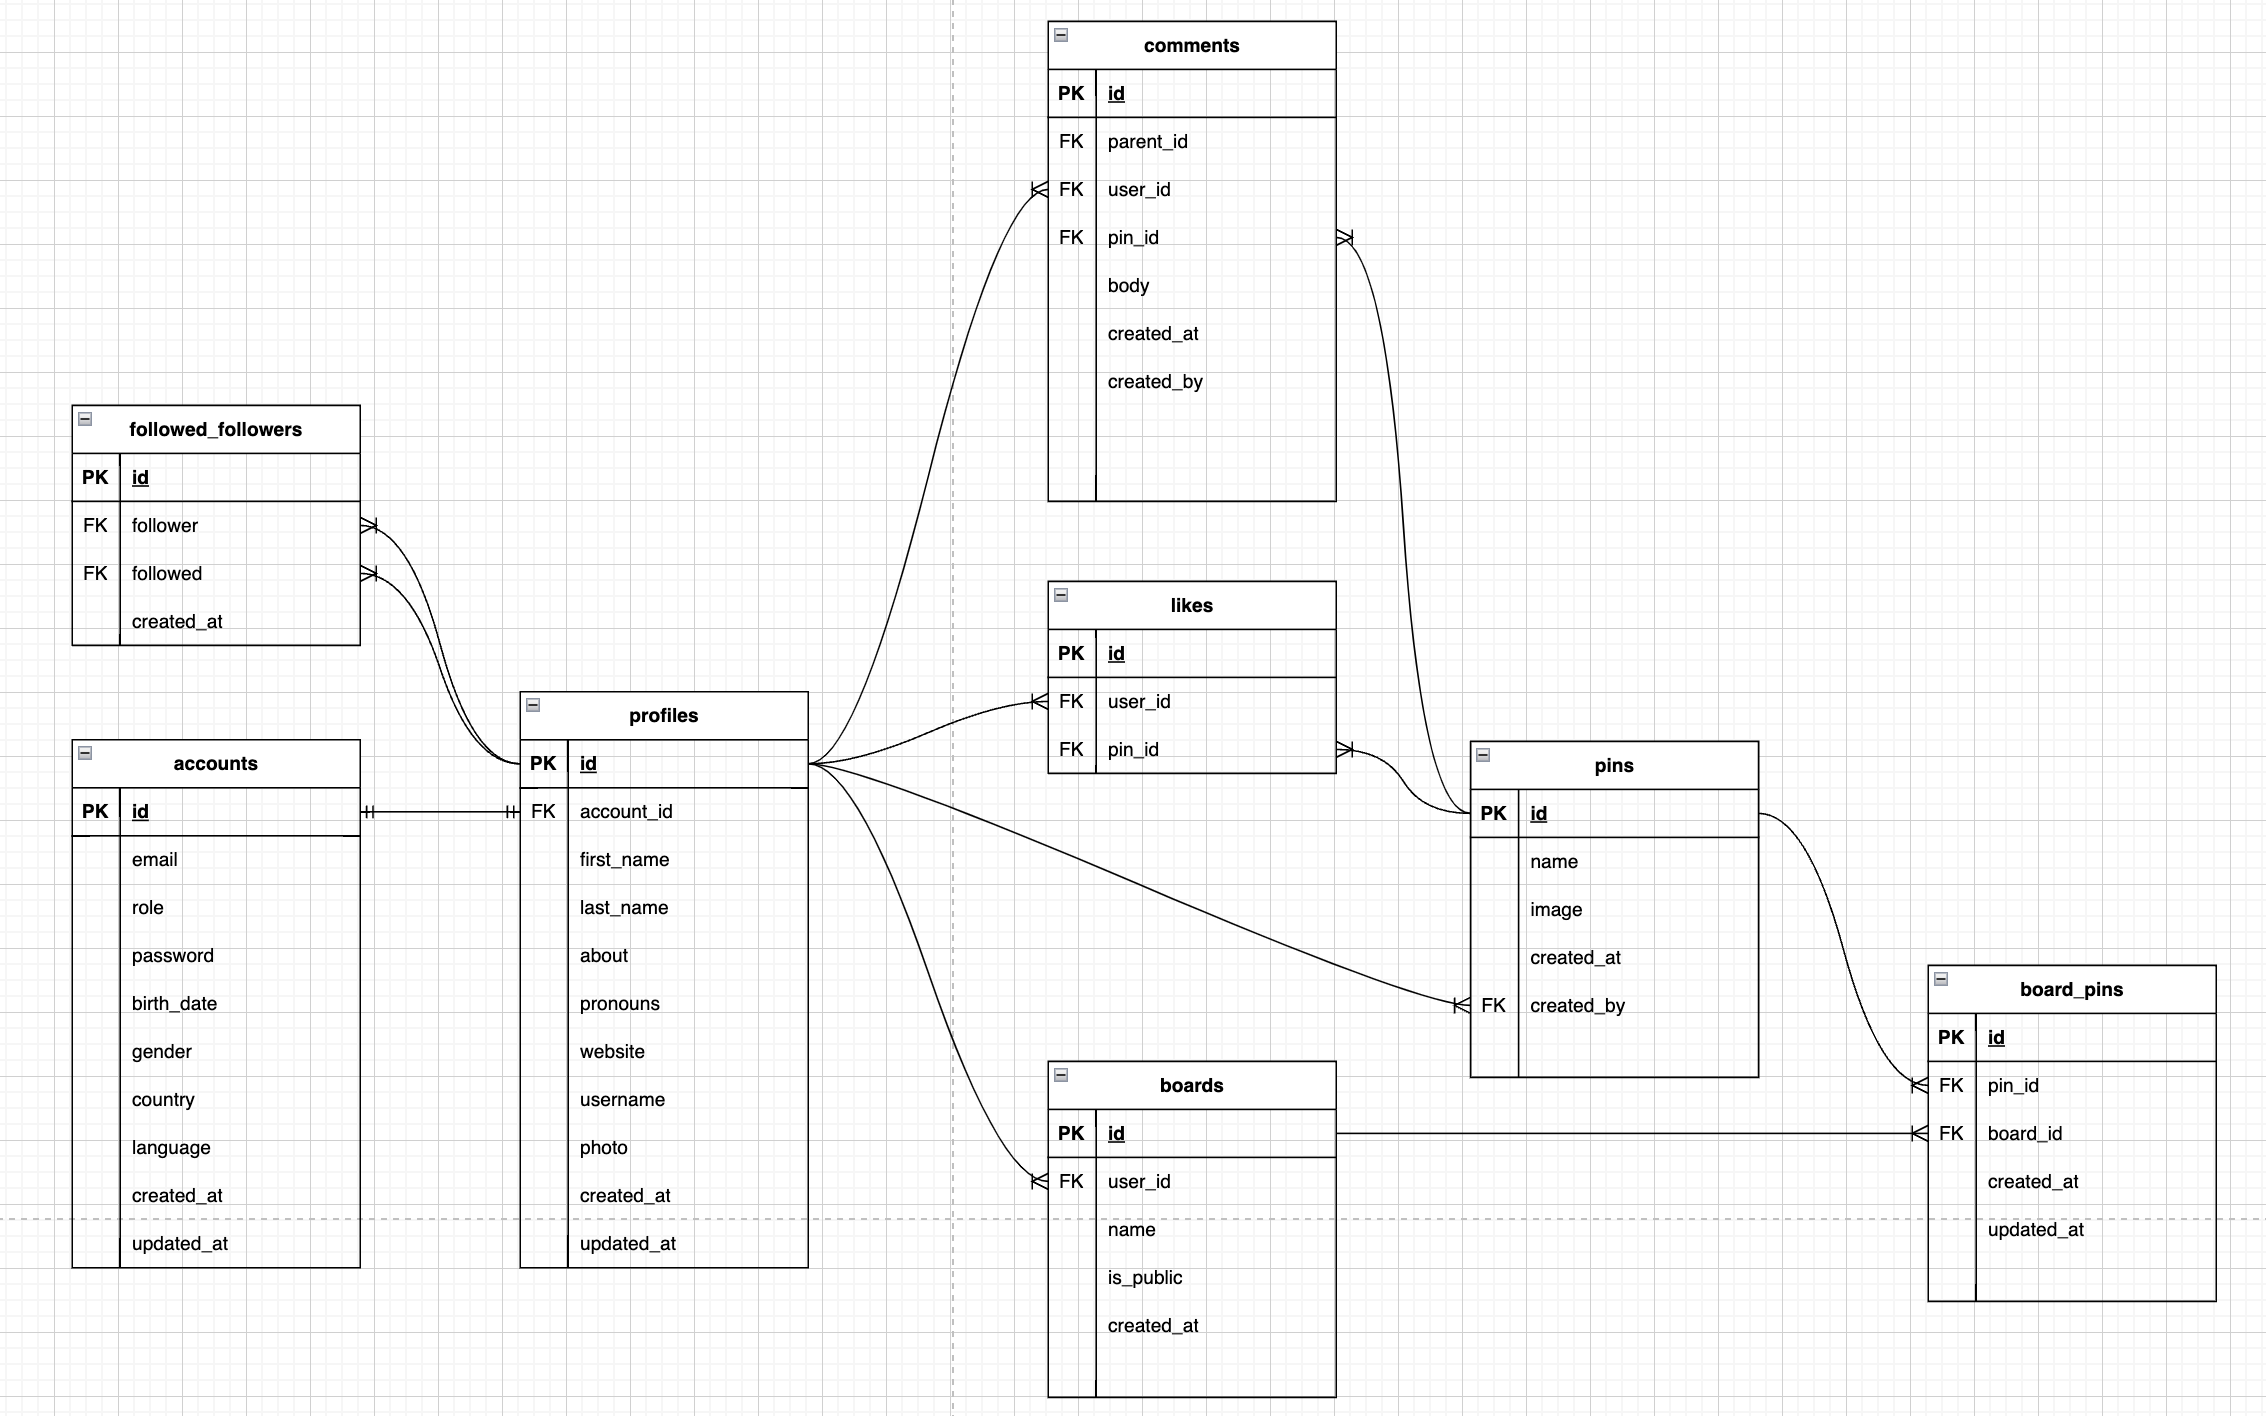 comments
PK id
FK parent_id
FK user_id
FK pin_id
body
created_at
created_by
followed_followers
PK id
FK follower
FK followed
created_at
likes
PK id
FK user_id
FK pin_id
profiles
PK id
FK account_id
first_name
last_name
about
pronouns
website
username
photo
created_at
updated_at
accounts
PK id
email
role
password
birth_date
gender
country
language
created_at
updated_at
pins
PK id
name
image
created_at
FK created_by
board_pins
PK id
FK pin_id
FK board_id
created_at
updated_at
boards
PK id
FK user_id
name
is_public
created_at